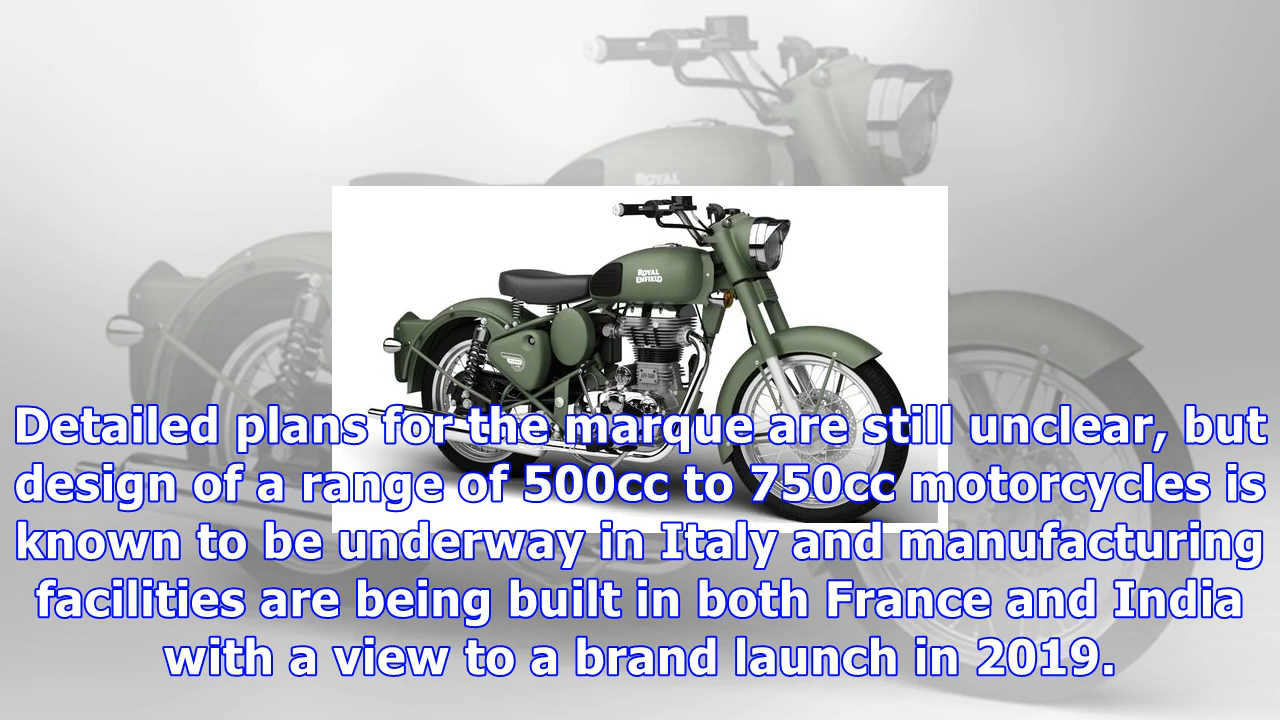 ROYAL
ROYAL
ENFIELD
Detailed plans for the marque are still unclear, but
design of a range of 500cc to 750cc motorcycles is
known to be underway in Italy and manufacturing
facilities are being built in both France and India
with a view to a brand launch in 2019.